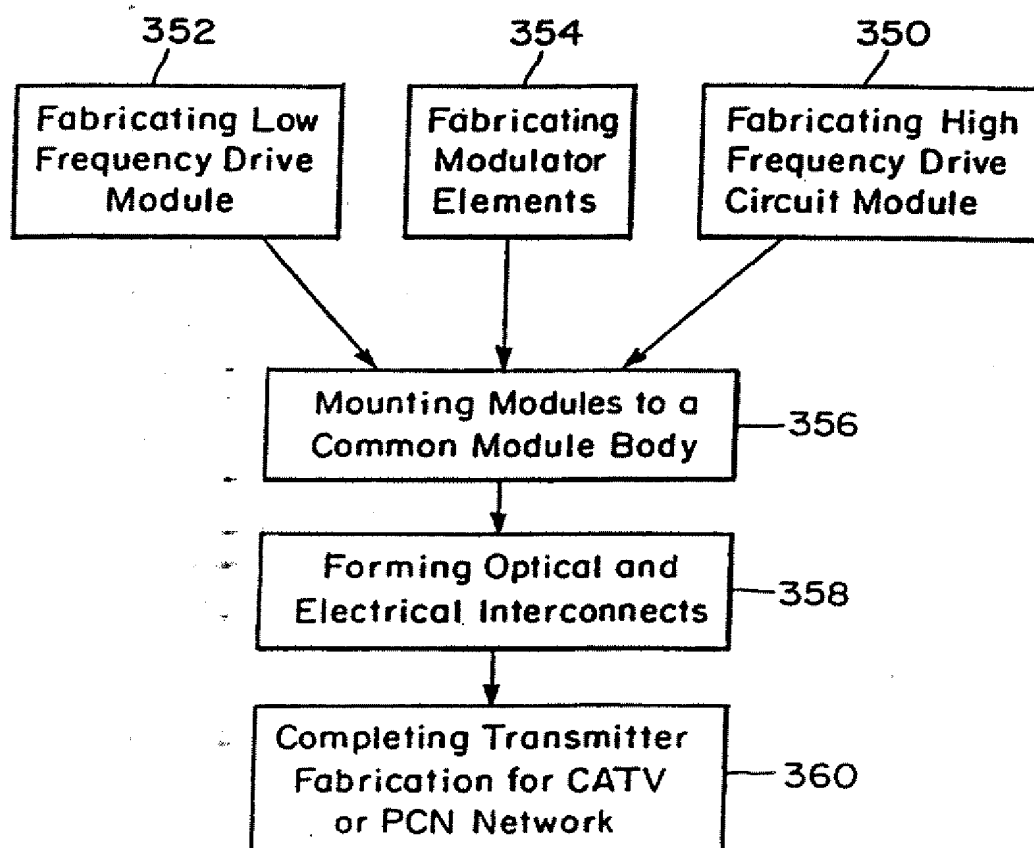 352
354
350
Fabricating Low
Frequency Drive
Module
Fabricating
Modulator
Elements
Fabricating High
Frequency Drive
Circuit Module
Mounting Modules to a
Common Module Body
356
Forming Optical and
Electrical Interconnects
358
Completing Transmitter
Fabrication for CATV
or PCN Network
360